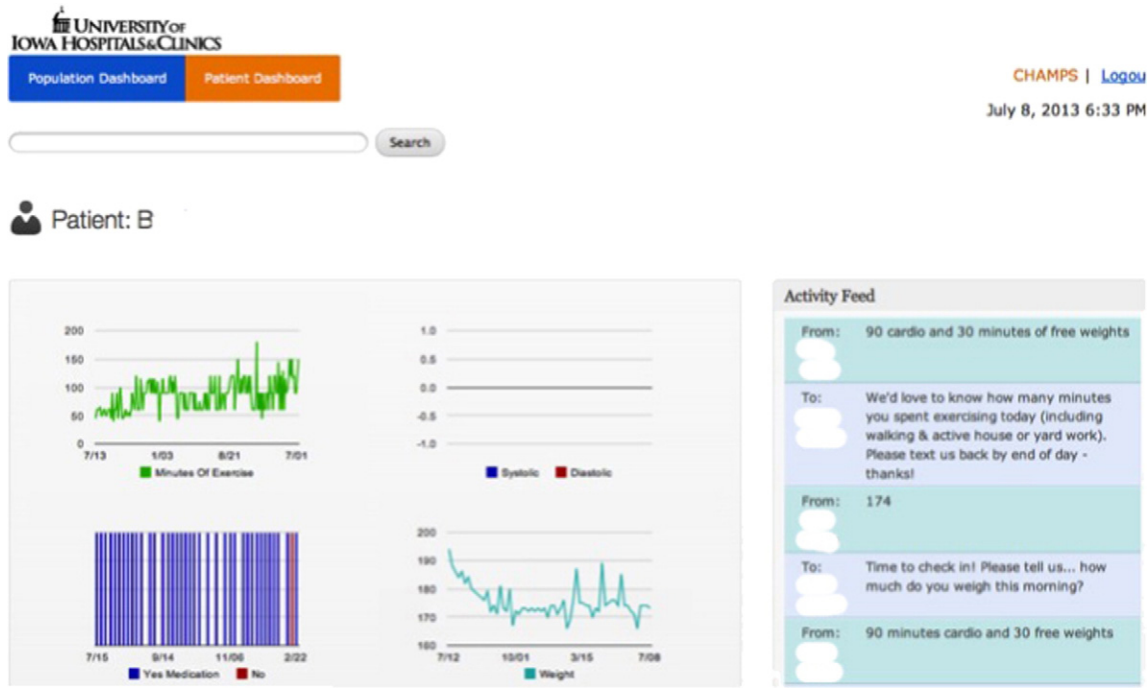 UNIVERSITY OF
IOWA HOSPITALS&CLINICS
Population Dashboard
Patient Dashboard
CHAMPS | Logou
July 8, 2013 6:33 PM
Search
Patient: B
200
150
100
50
0
7/13 1/03 8/21 7/01
Minutes Of Exercise
1.0
0.5
0.0
-0.5
-1.0
Systolic Diastolic
7/15 9/14 11/06 2/22
Yes Medication No
200
190
180
170
160
7/12 10/01 3/15 7/08
Weight
Activity Feed
From: 90 cardio and 30 minutes of free weights
To: We'd love to know how many minutes
you spent exercising today (including
walking & active house or yard work).
Please text us back by end of day -
thanks!
From: 174
To: Time to check in! Please tell us... how
much do you weigh this morning?
From: 90 minutes cardio and 30 free weights